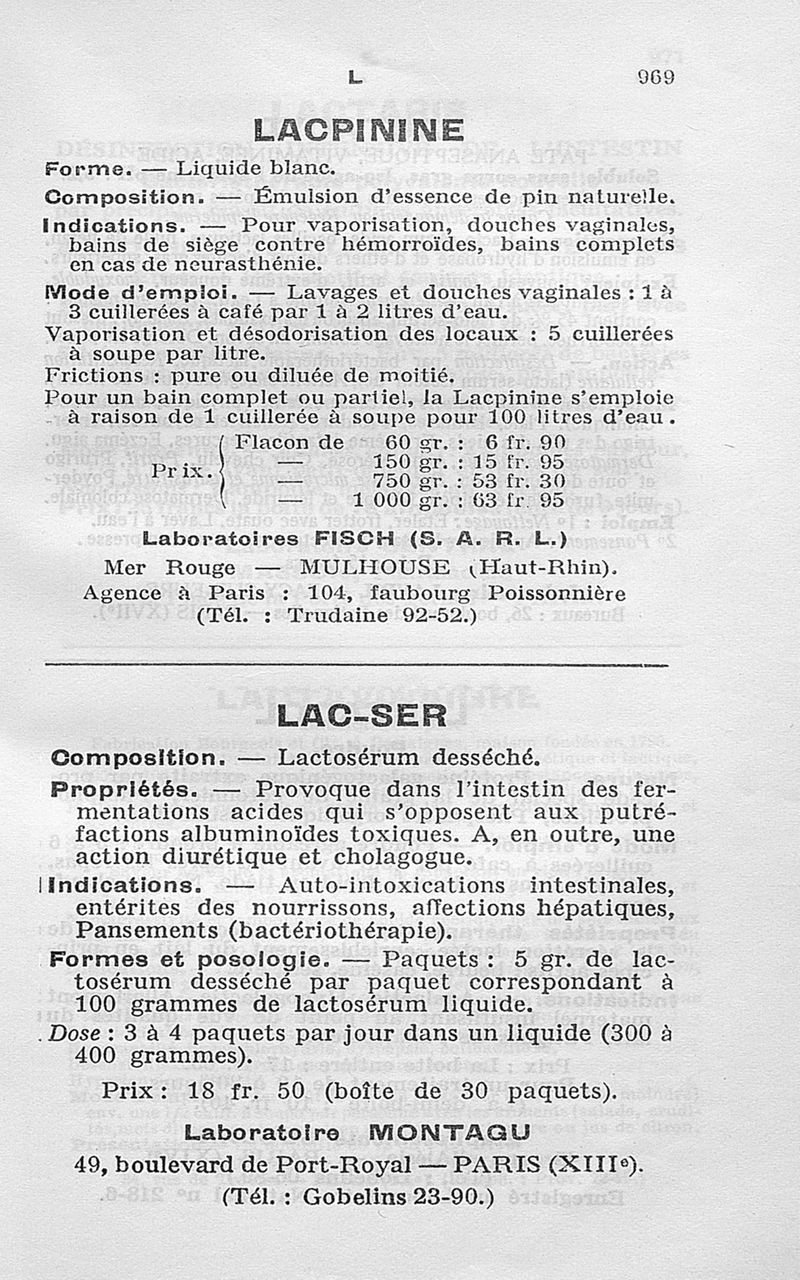 L 969
LACPININE
Forme. — Liquide blanc.
Composition. — Émulsion d'essence de pin naturelle.
Indications. — Pour vaporisation, douches vaginales,
bains de siège contre hémorroïdes, bains complets
en cas de neurasthénie.
Mode d'emploi. — Lavages et douches vaginales : 1 à
3 cuillerées à café par 1 à 2 litres d'eau.
Vaporisation et désodorisation des locaux : 5 cuillerées
à soupe par litre.
Frictions : pure ou diluée de moitié.
Pour un bain complet ou partiel, la Lacpinine s'emploie
à raison de 1 cuillerée à soupe pour 100 litres d'eau.
Flacon de 60 gr. : 6 fr. 90
Prix. — 150 gr. : 15 fr. 95
— 750 gr. : 53 fr. 30
— 1 000 gr. : 63 fr. 95
Laboratoires FISCH (S. A. R. L.)
Mer Rouge — MULHOUSE (Haut-Rhin).
Agence à Paris : 104, faubourg Poissonnière
(Tél. : Trudaine 92-52.)
LAC-SER
Composition. — Lactosérum desséché.
Propriétés. — Provoque dans l'intestin des fer-
mentations acides qui s'opposent aux putré-
factions albuminoïdes toxiques. A, en outre, une
action diurétique et cholagogue.
Indications. — Auto-intoxications intestinales,
entérites des nourrissons, affections hépatiques,
Pansements (bactériothérapie).
Formes et posologie. — Paquets : 5 gr. de lac-
tosérum desséché par paquet correspondant à
100 grammes de lactosérum liquide.
Dose : 3 à 4 paquets par jour dans un liquide (300 à
400 grammes).
Prix : 18 fr. 50 (boîte de 30 paquets).
Laboratoire MONTAGU
49, boulevard de Port-Royal — PARIS (XIIIe).
(Tél. : Gobelins 23-90.)